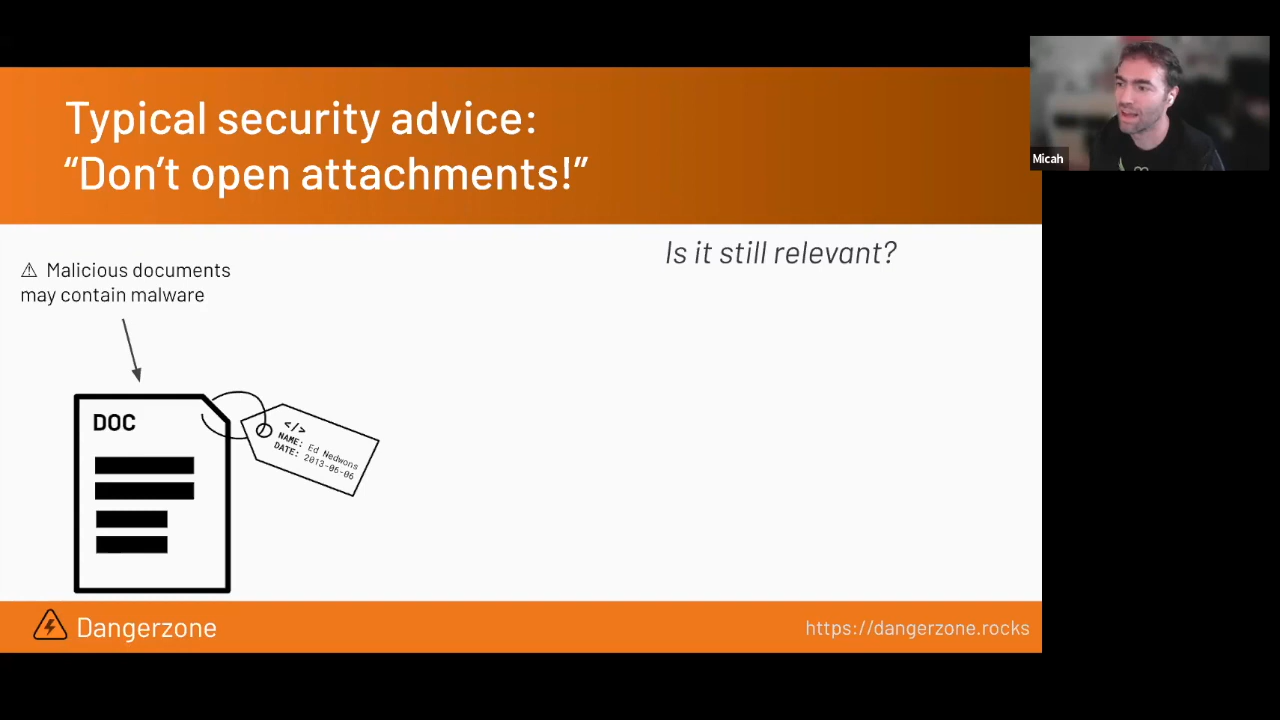 Typical security advice:
“Don’t open attachments!”
Micah
Is it still relevant?
⚠ Malicious documents
may contain malware
DOC
</>
NAME: Ed Nedwons
DATE: 2013-06-06
Dangerzone
https://dangerzone.rocks